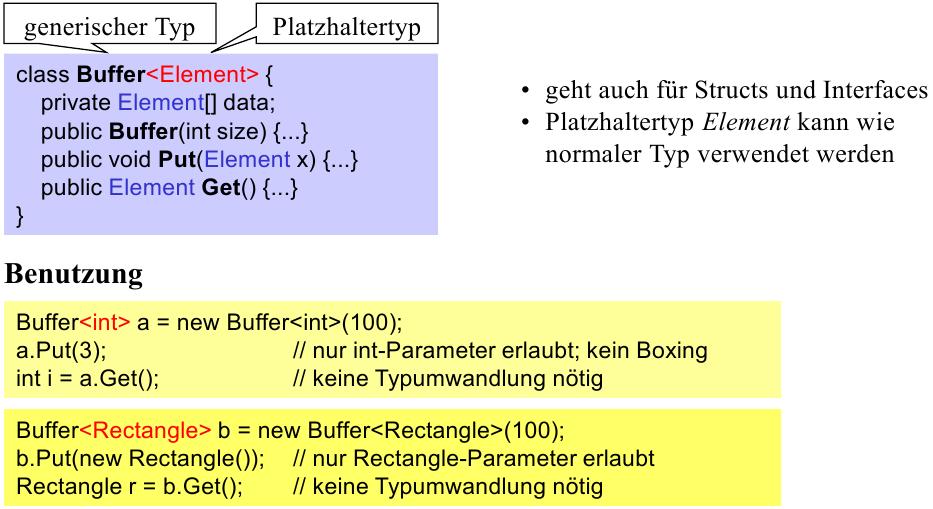 generischer Typ
Platzhaltertyp
class Buffer<Element> {
private Element[] data;
public Buffer(int size) {...}
public void Put(Element x) {...}
public Element Get() {...}
}
• geht auch für Structs und Interfaces
• Platzhaltertyp Element kann wie
normaler Typ verwendet werden
Benutzung
Buffer<int> a = new Buffer<int>(100);
a.Put(3); // nur int-Parameter erlaubt; kein Boxing
int i = a.Get(); // keine Typumwandlung nötig
Buffer<Rectangle> b = new Buffer<Rectangle>(100);
b.Put(new Rectangle()); // nur Rectangle-Parameter erlaubt
Rectangle r = b.Get(); // keine Typumwandlung nötig